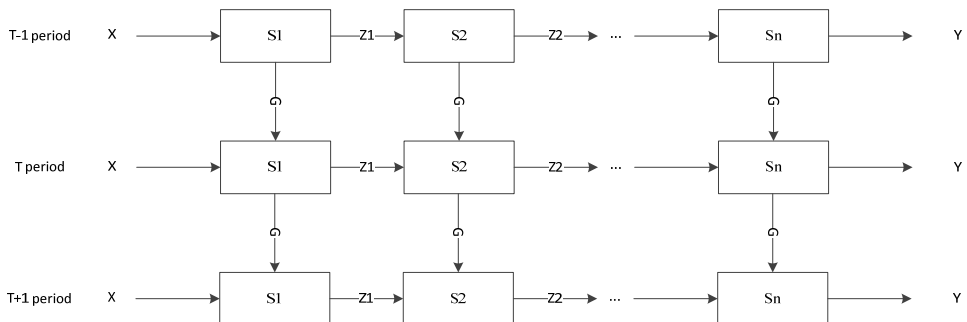 T-1 period X S1 Z1 S2 Z2 ... Sn Y
G G G
T period X S1 Z1 S2 Z2 ... Sn Y
G G G
T+1 period X S1 Z1 S2 Z2 ... Sn Y